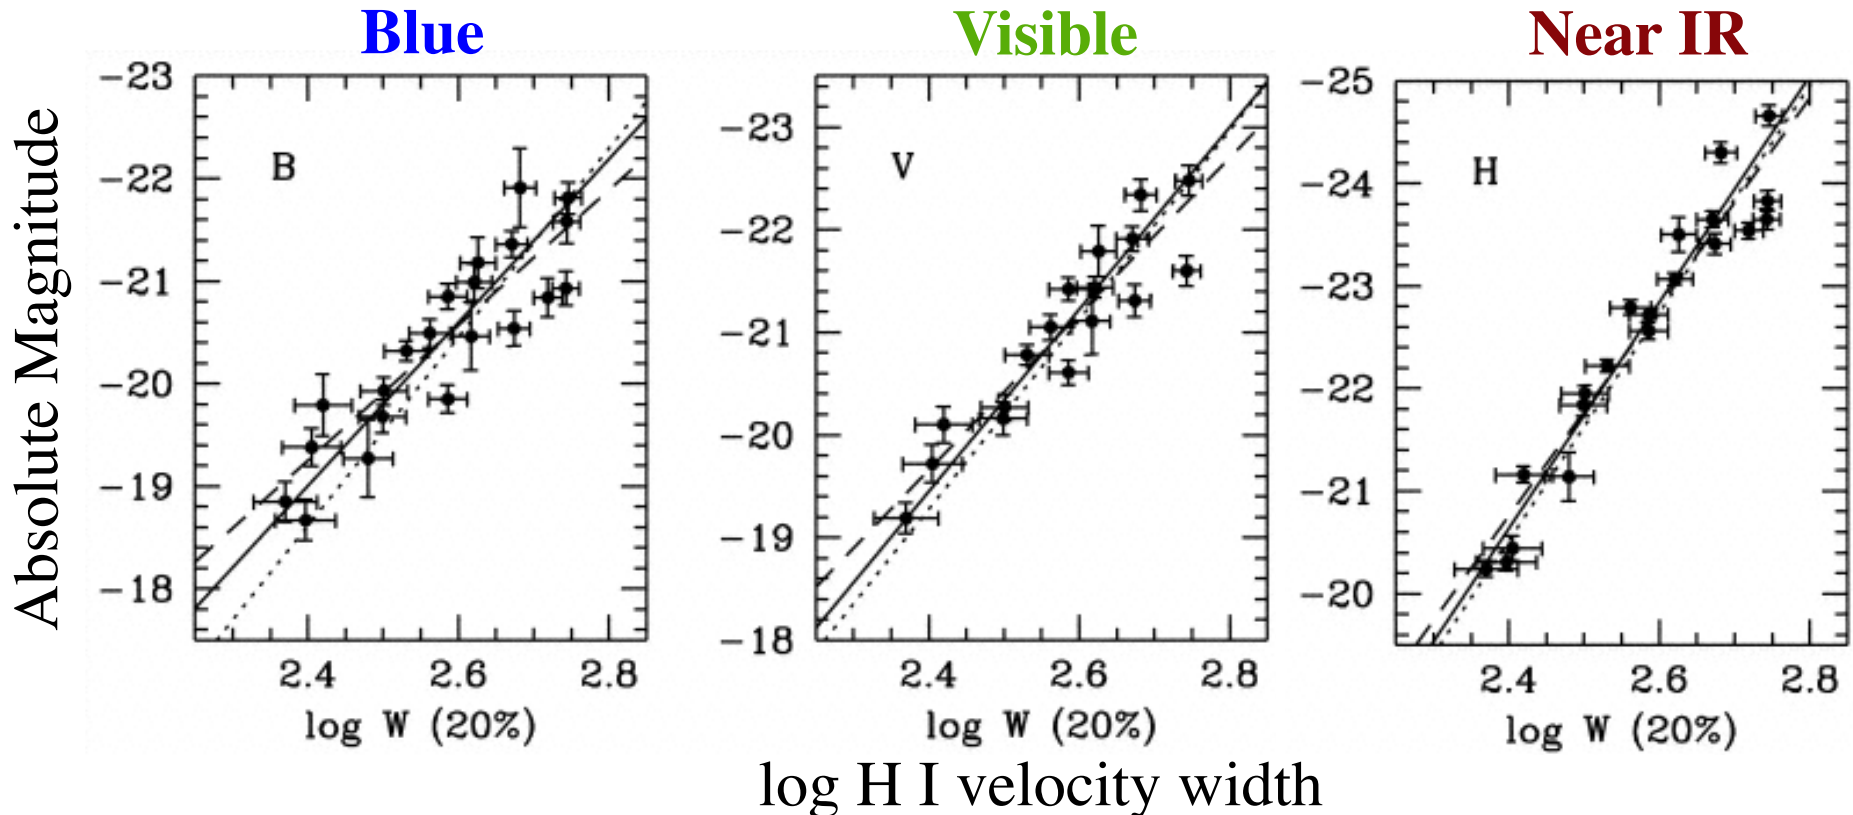 Blue
Visible
Near IR
Absolute Magnitude
-23
-22
-21
-20
-19
-18
B
2.4 2.6 2.8
log W (20%)
-23
-22
-21
-20
-19
-18
V
2.4 2.6 2.8
log W (20%)
-25
-24
-23
-22
-21
-20
H
2.4 2.6 2.8
log W (20%)
log H I velocity width